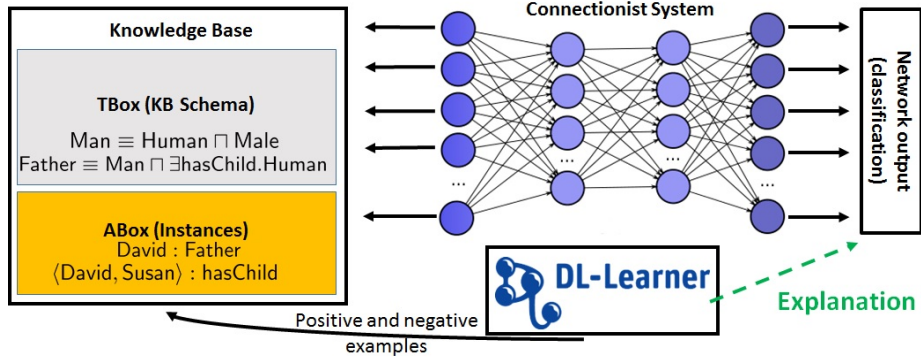 Knowledge Base
TBox (KB Schema)
Man ≡ Human ⊓ Male
Father ≡ Man ⊓ ∃hasChild.Human
ABox (Instances)
David : Father
⟨David, Susan⟩ : hasChild
Connectionist System
...
...
...
...
Network output
(classification)
DL-Learner
Explanation
Positive and negative
examples